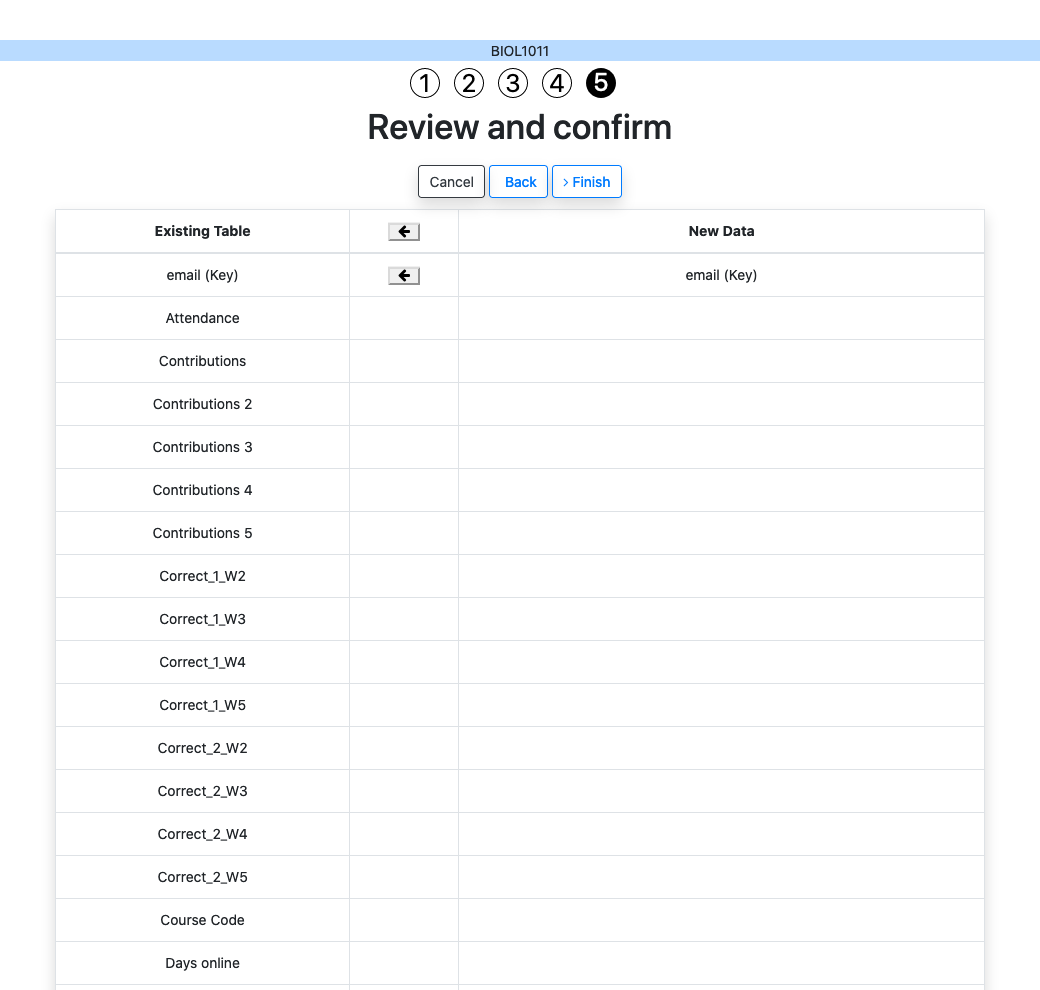 BIOL1011
1 2 3 4 5
Review and confirm
Cancel Back Finish
Existing Table New Data
email (Key) email (Key)
Attendance
Contributions
Contributions 2
Contributions 3
Contributions 4
Contributions 5
Correct_1_W2
Correct_1_W3
Correct_1_W4
Correct_1_W5
Correct_2_W2
Correct_2_W3
Correct_2_W4
Correct_2_W5
Course Code
Days online